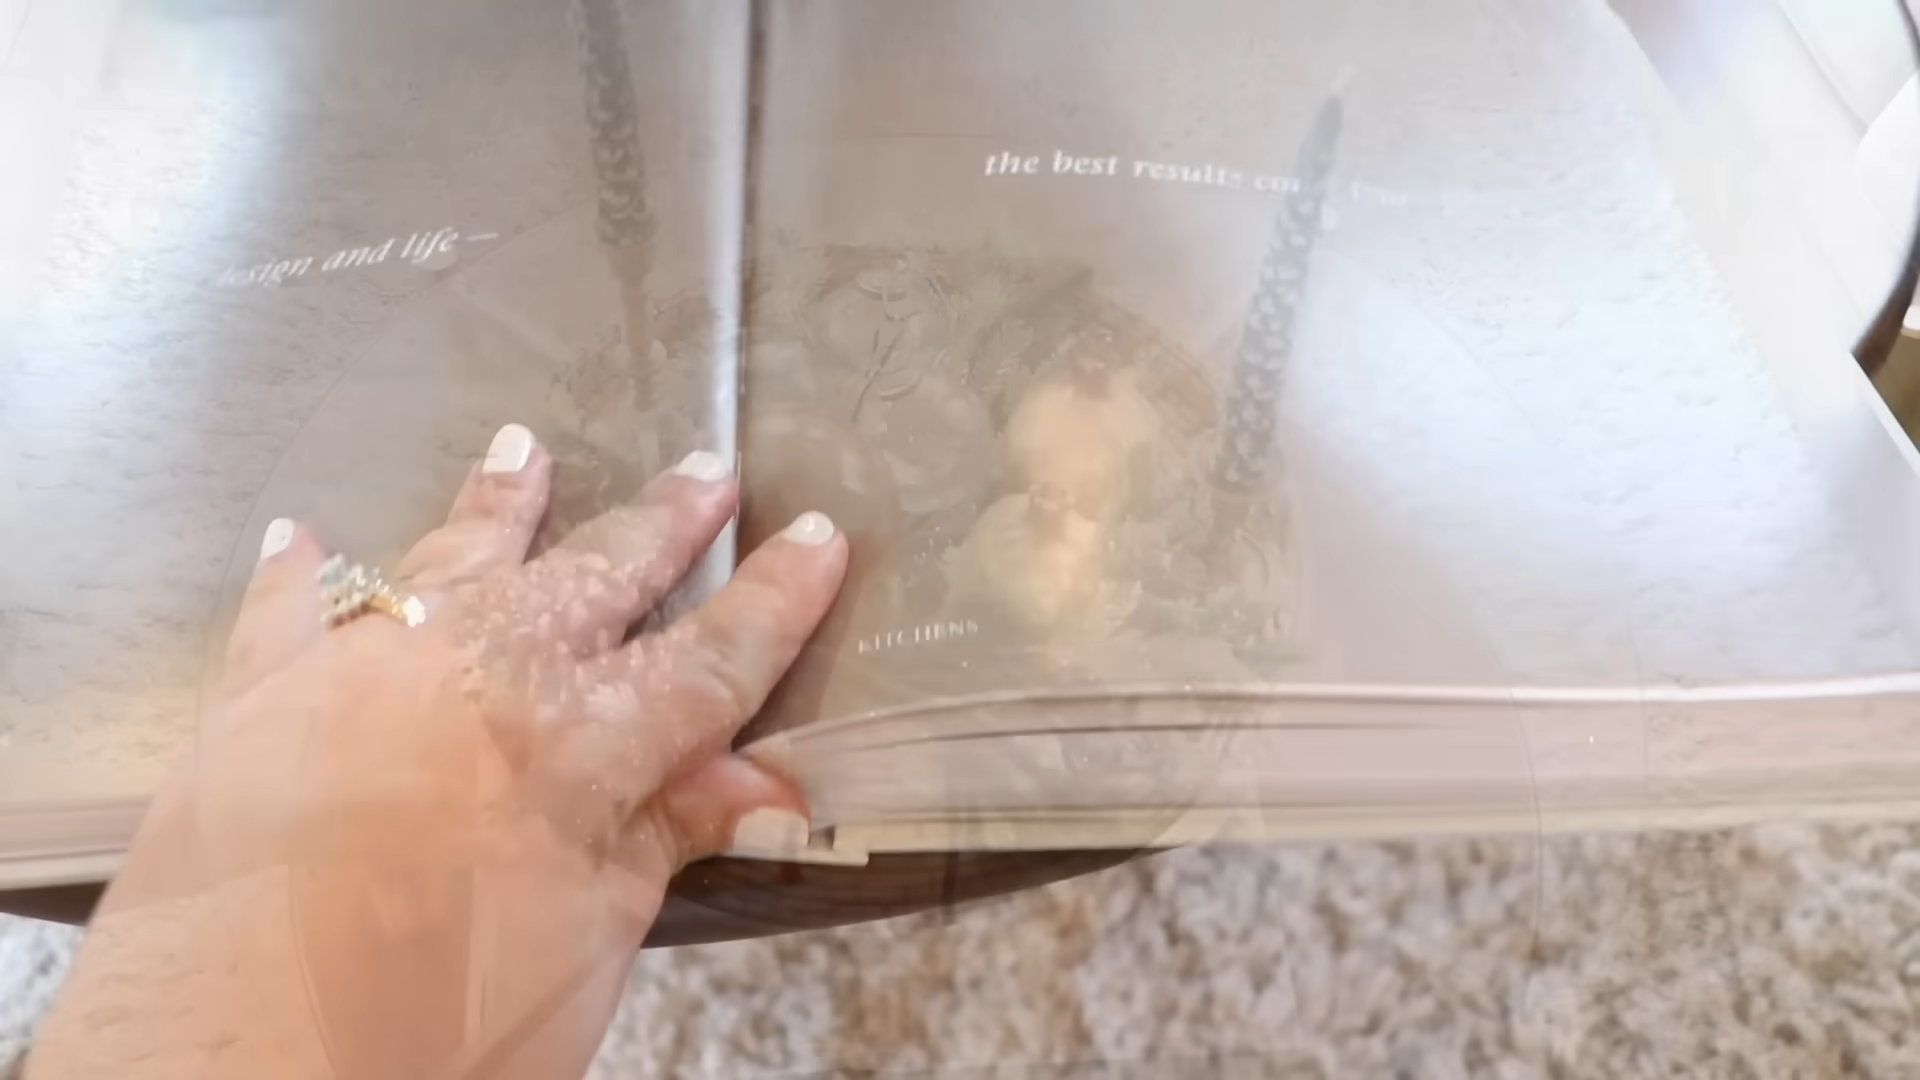 design and life—
the best results
KITCHENS